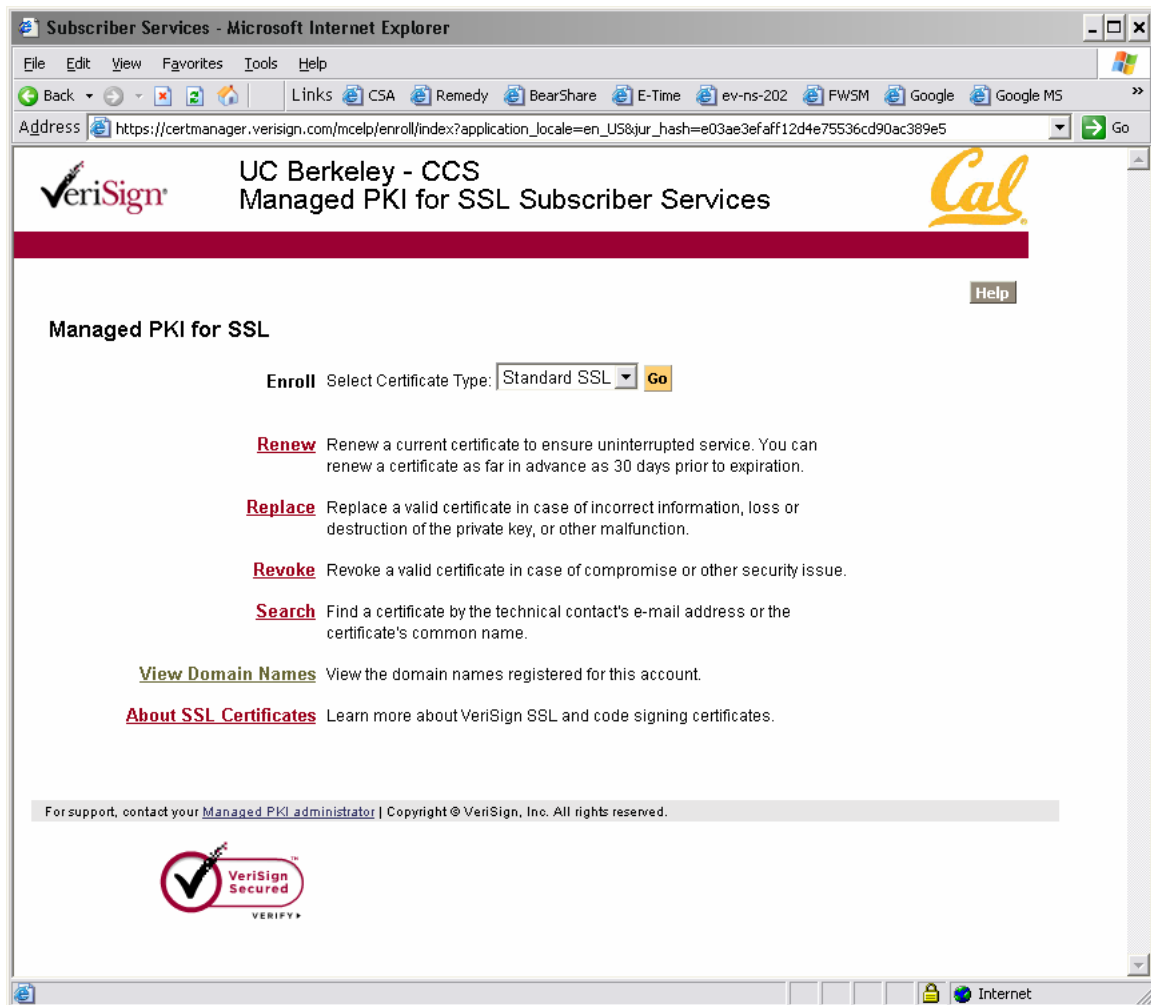 Subscriber Services - Microsoft Internet Explorer
File Edit View Favorites Tools Help
Back Links CSA Remedy BearShare E-Time ev-ns-202 FWSM Google Google MS »
Address https://certmanager.verisign.com/mcelp/enroll/index?application_locale=en_US&jur_hash=e03ae3efaff12d4e75536cd90ac389e5 Go
VeriSign
UC Berkeley - CCS
Managed PKI for SSL Subscriber Services
Cal
Help
Managed PKI for SSL
Enroll Select Certificate Type: Standard SSL Go
Renew Renew a current certificate to ensure uninterrupted service. You can
renew a certificate as far in advance as 30 days prior to expiration.
Replace Replace a valid certificate in case of incorrect information, loss or
destruction of the private key, or other malfunction.
Revoke Revoke a valid certificate in case of compromise or other security issue.
Search Find a certificate by the technical contact's e-mail address or the
certificate's common name.
View Domain Names View the domain names registered for this account.
About SSL Certificates Learn more about VeriSign SSL and code signing certificates.
For support, contact your Managed PKI administrator | Copyright © VeriSign, Inc. All rights reserved.
VeriSign
Secured
VERIFY
Internet